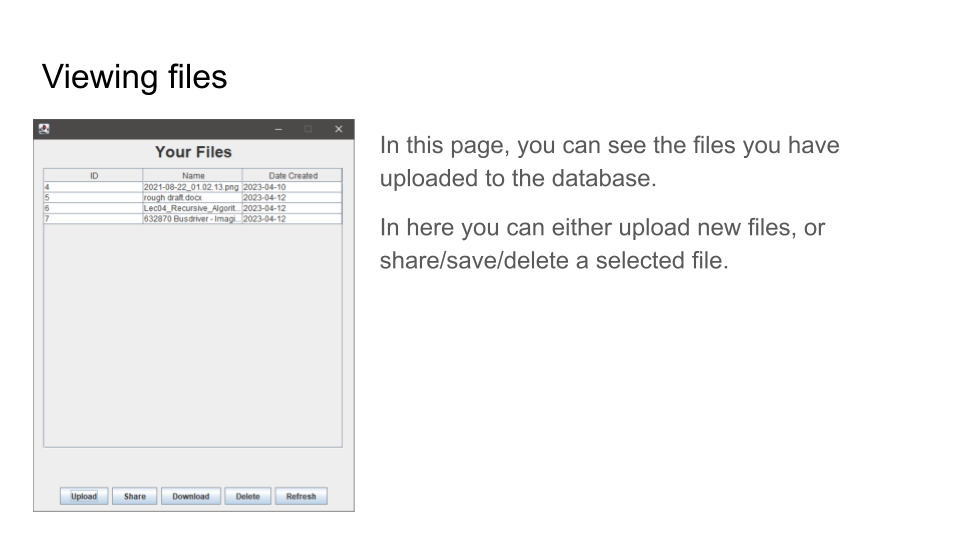 Viewing files
Your Files
ID Name Date Created
4 2021-08-22_01.02.13.png 2023-04-10
5 rough draft.docx 2023-04-12
6 Lec04_Recursive_Algorit... 2023-04-12
7 632870 Busdriver - Imagi... 2023-04-12
Upload Share Download Delete Refresh
In this page, you can see the files you have
uploaded to the database.
In here you can either upload new files, or
share/save/delete a selected file.